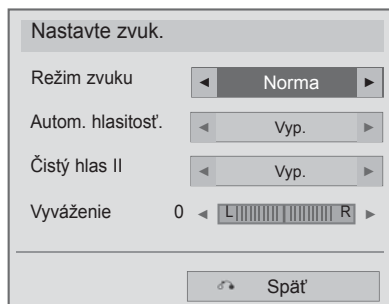 Nastavte zvuk.
Režim zvuku ◄ Norma ►
Autom. hlasitosť. ◄ Vyp. ►
Čistý hlas II ◄ Vyp. ►
Vyváženie 0 ◄ L R ►
Späť